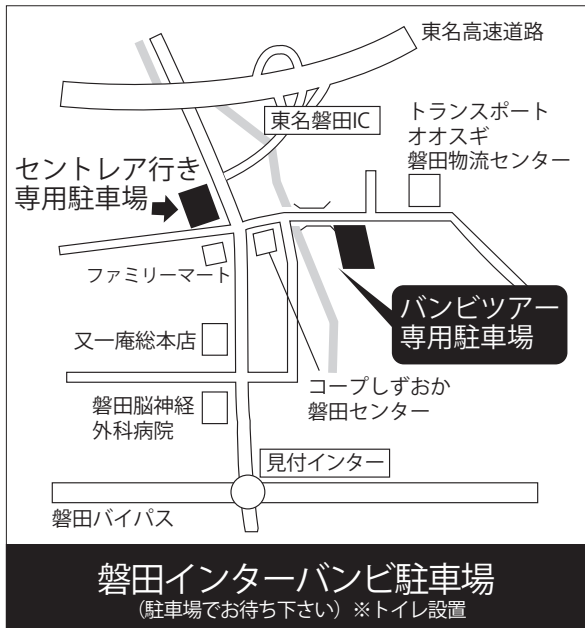 東名高速道路
東名磐田IC
トランスポート
オオスギ
磐田物流センター
セントレア行き
専用駐車場
ファミリーマート
バンビツアー
専用駐車場
又一庵総本店
コープしずおか
磐田センター
磐田脳神経
外科病院
見付インター
磐田バイパス
磐田インターバンビ駐車場
(駐車場でお待ち下さい)※トイレ設置